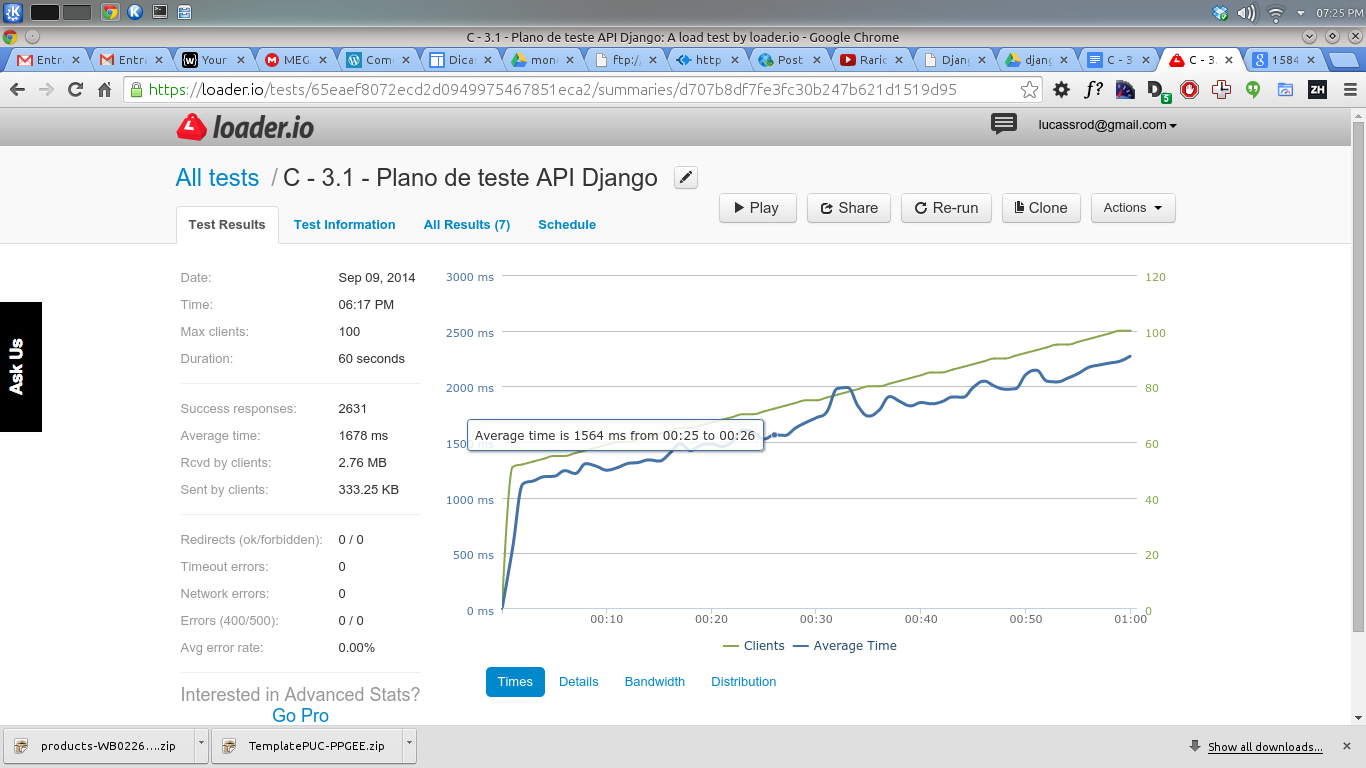 07:25 PM
C - 3.1 - Plano de teste API Django: A load test by loader.io - Google Chrome
Entr
Entra
Your
MEG
Com
Dica
mon
ftp:/
http
Post
Raric
Djan
djan
C - 3
C - 3.
1584
https://loader.io/tests/65eaef8072ecd2d0949975467851eca2/summaries/d707b8df7fe3fc30b247b621d1519d95
f?
D 5
ZH
loader.io
lucassrod@gmail.com
All tests / C - 3.1 - Plano de teste API Django
Play
Share
Re-run
Clone
Actions
Test Results
Test Information
All Results (7)
Schedule
Ask Us
Date: Sep 09, 2014
Time: 06:17 PM
Max clients: 100
Duration: 60 seconds
Success responses: 2631
Average time: 1678 ms
Rcvd by clients: 2.76 MB
Sent by clients: 333.25 KB
Redirects (ok/forbidden): 0 / 0
Timeout errors: 0
Network errors: 0
Errors (400/500): 0 / 0
Avg error rate: 0.00%
Interested in Advanced Stats?
Go Pro
3000 ms
2500 ms
2000 ms
1500
1000 ms
500 ms
0 ms
120
100
80
60
40
20
0
Average time is 1564 ms from 00:25 to 00:26
00:10
00:20
00:30
00:40
00:50
01:00
Clients
Average Time
Times
Details
Bandwidth
Distribution
products-WB0226....zip
TemplatePUC-PPGEE.zip
Show all downloads...